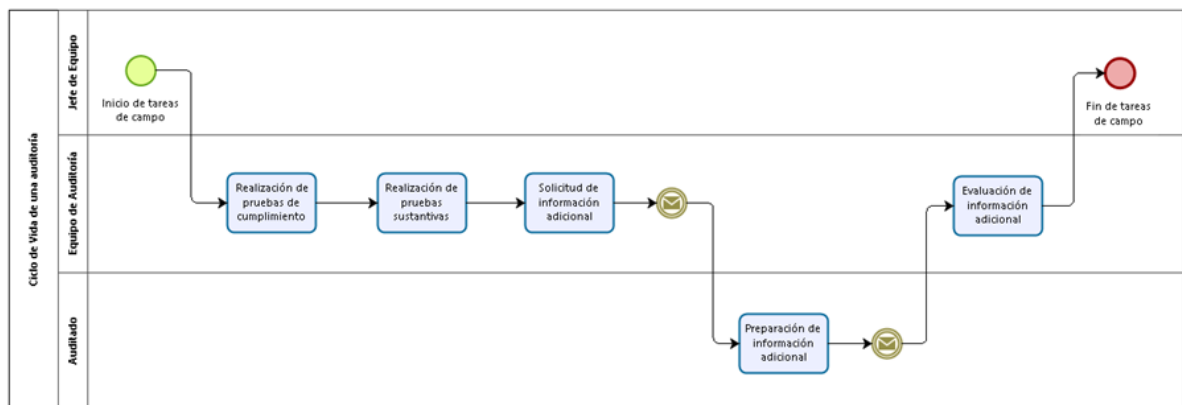 Ciclo de Vida de una auditoría
Jefe de Equipo
Inicio de tareas
de campo
Fin de tareas
de campo
Equipo de Auditoría
Realización de
pruebas de
cumplimiento
Realización de
pruebas
sustantivas
Solicitud de
información
adicional
Evaluación de
información
adicional
Auditado
Preparación de
información
adicional